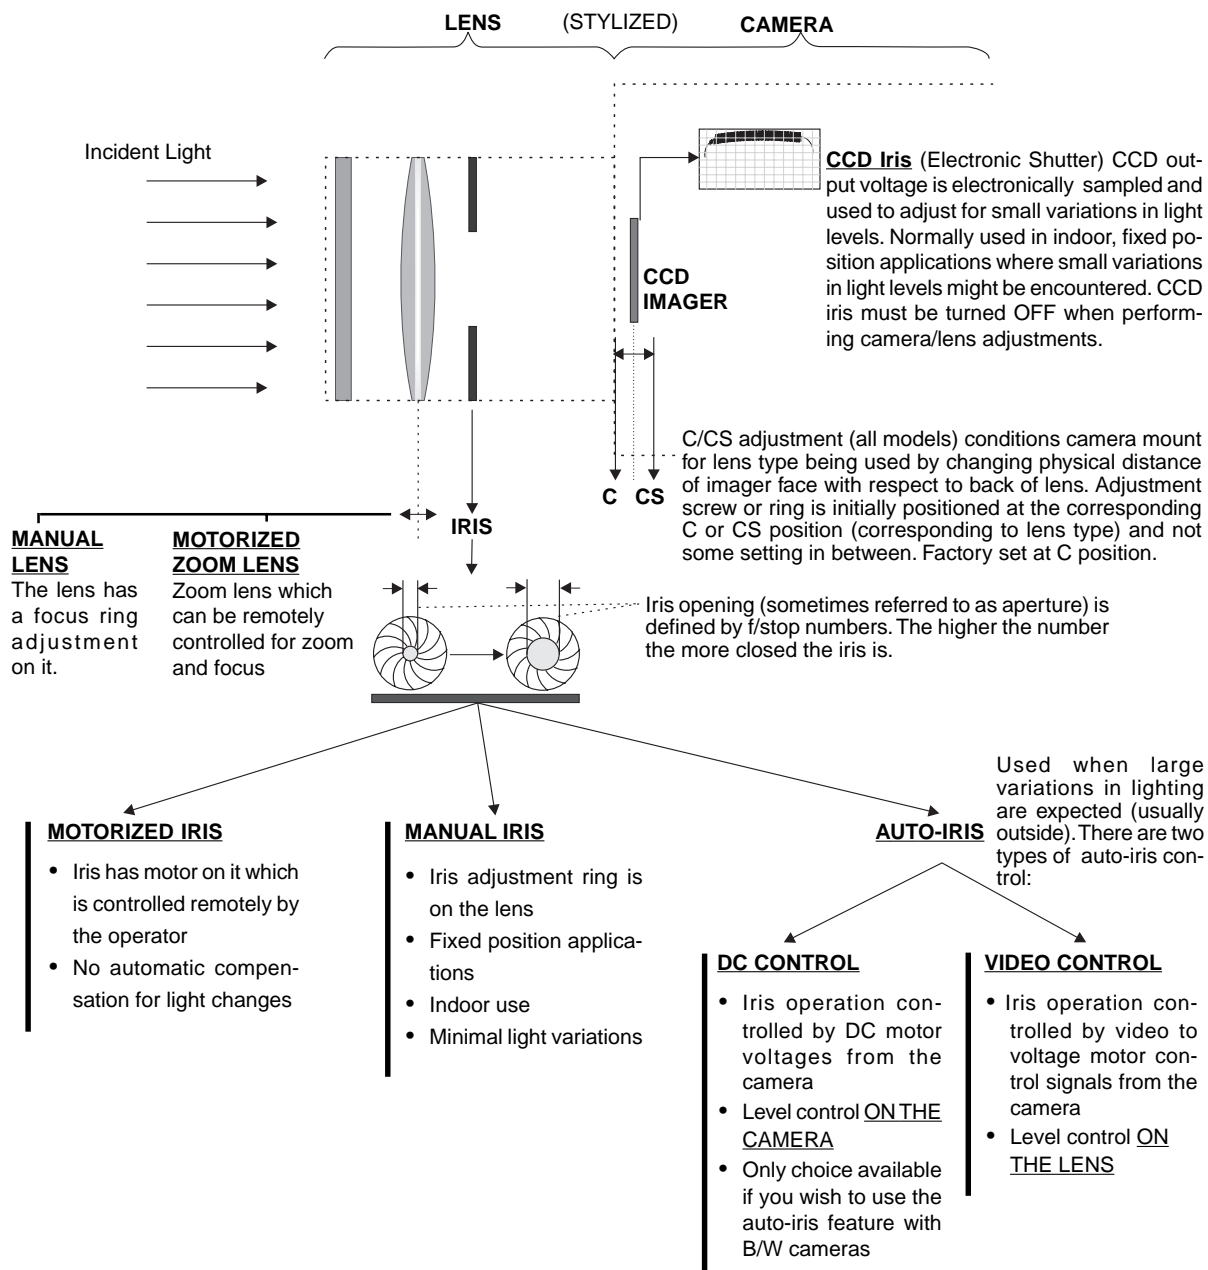 LENS (STYLIZED) CAMERA
Incident Light
CCD Iris (Electronic Shutter) CCD out-
put voltage is electronically sampled and
used to adjust for small variations in light
levels. Normally used in indoor, fixed po-
sition applications where small variations
in light levels might be encountered. CCD
iris must be turned OFF when perform-
ing camera/lens adjustments.
CCD
IMAGER
C/CS adjustment (all models) conditions camera mount
for lens type being used by changing physical distance
of imager face with respect to back of lens. Adjustment
screw or ring is initially positioned at the corresponding
C or CS position (corresponding to lens type) and not
some setting in between. Factory set at C position.
C CS
IRIS
MANUAL
LENS
The lens has
a focus ring
adjustment
on it.
MOTORIZED
ZOOM LENS
Zoom lens which
can be remotely
controlled for zoom
and focus
Iris opening (sometimes referred to as aperture) is
defined by f/stop numbers. The higher the number
the more closed the iris is.
MOTORIZED IRIS
• Iris has motor on it which
is controlled remotely by
the operator
• No automatic compen-
sation for light changes
MANUAL IRIS
• Iris adjustment ring is
on the lens
• Fixed position applica-
tions
• Indoor use
• Minimal light variations
AUTO-IRIS
Used when large
variations in lighting
are expected (usually
outside). There are two
types of auto-iris con-
trol:
DC CONTROL
• Iris operation con-
trolled by DC motor
voltages from the
camera
• Level control ON THE
CAMERA
• Only choice available
if you wish to use the
auto-iris feature with
B/W cameras
VIDEO CONTROL
• Iris operation con-
trolled by video to
voltage motor con-
trol signals from the
camera
• Level control ON
THE LENS